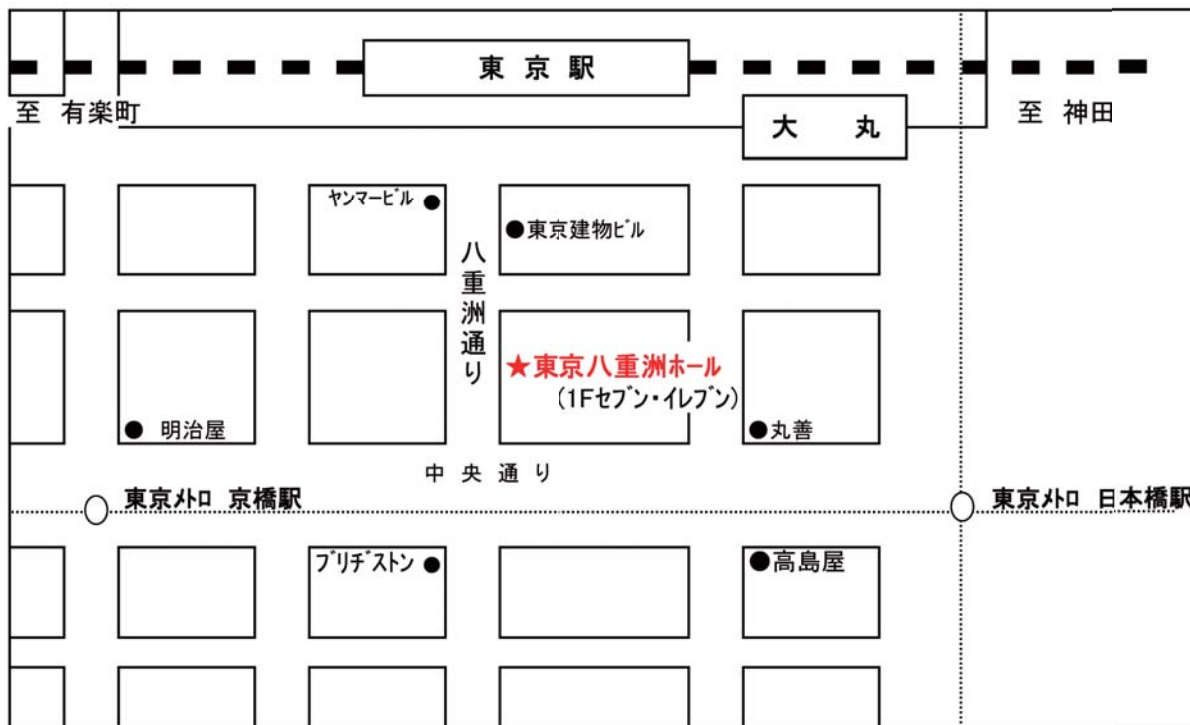 東京駅
至 有楽町
大 丸
至 神田
ヤンマービル
東京建物ビル
八重洲通り
★東京八重洲ホール
(1Fセブン・イレブン)
明治屋
丸善
中央通り
東京メトロ 京橋駅
東京メトロ 日本橋駅
ブリヂストン
高島屋